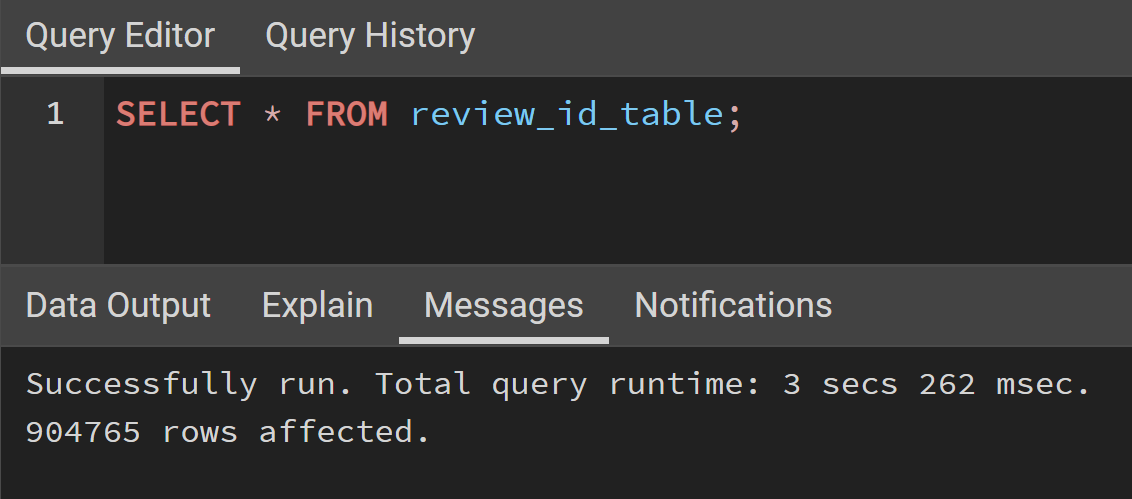 Query Editor Query History
1 SELECT * FROM review_id_table;
Data Output Explain Messages Notifications
Successfully run. Total query runtime: 3 secs 262 msec.
904765 rows affected.